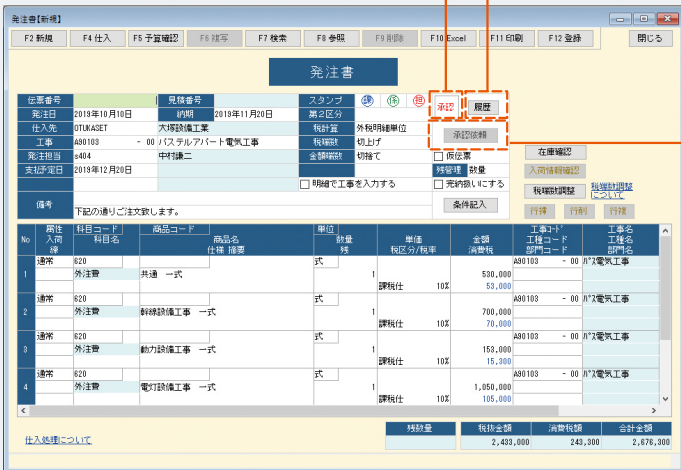 発注書【新規】
F2 新規 F4 仕入 F5 予算確認 F6 複写 F7 検索 F8 参照 F9 削除 F10 Excel F11 印刷 F12 登録 閉じる
発注書
伝票番号 見積番号 スタンプ 課 係 担 承認 履歴
発注日 2019年10月10日 納期 2019年11月20日 第2区分
仕入先 OTUKASET 大塚設備工業 税計算 外税明細単位 承認依頼
工事 A90103 - 00 パステルアパート電気工事 税端数 切上げ
発注担当 s404 中村謙二 金額端数 切捨て 仮伝票 在庫確認
支払予定日 2019年12月20日 残管理 数量 入荷情報確認
明細で工事を入力する 完納扱いにする 税端数調整 税端数調整について
備考 下記の通りご注文致します。 条件記入 行挿 行削 行複
No 属性 科目コード 商品コード 単位 工事コード 工事名
入荷 科目名 商品名 数量 単価 金額 工種コード 工種名
線 仕様 摘要 残 税区分/税率 消費税 部門コード 部門名
通常 620 式 A90103 - 00 パス電気工事
1 外注費 共通 一式 1 530,000
課税仕 10% 53,000
通常 620 式 A90103 - 00 パス電気工事
2 外注費 幹線設備工事 一式 1 700,000
課税仕 10% 70,000
通常 620 式 A90103 - 00 パス電気工事
3 外注費 動力設備工事 一式 1 153,000
課税仕 10% 15,300
通常 620 式 A90103 - 00 パス電気工事
4 外注費 電灯設備工事 一式 1 1,050,000
課税仕 10% 105,000
仕入処理について 残数量 税抜金額 消費税額 合計金額
2,433,000 243,300 2,676,300